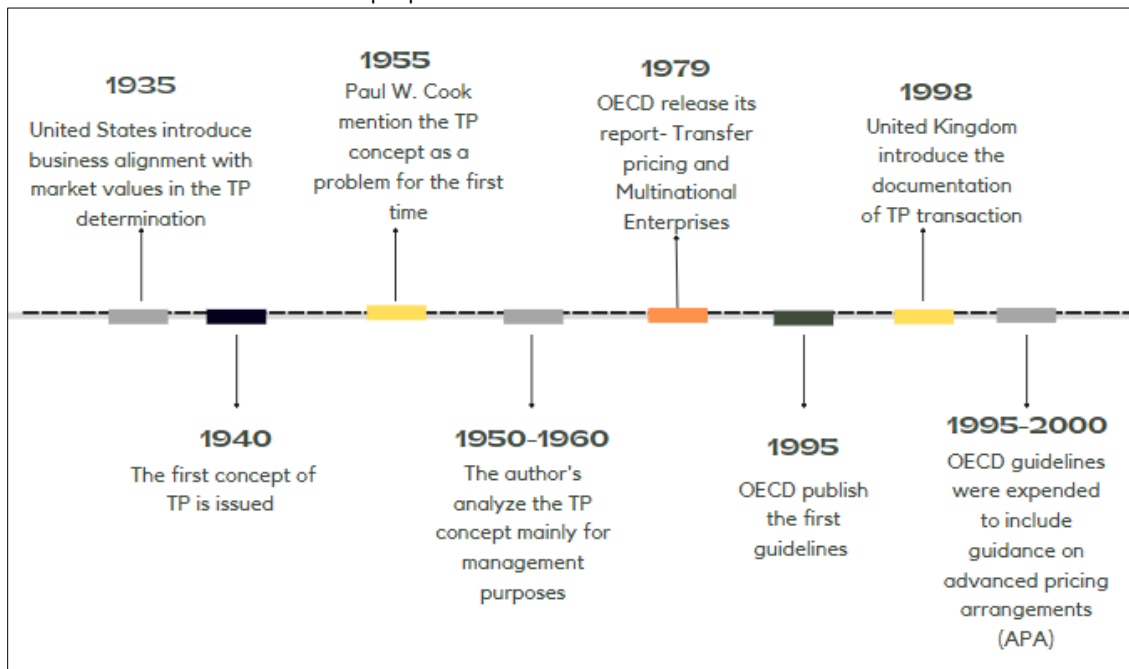 1935
United States introduce
business alignment with
market values in the TP
determination
1955
Paul W. Cook
mention the TP
concept as a
problem for the first
time
1979
OECD release its
report- Transfer
pricing and
Multinational
Enterprises
1998
United Kingdom
introduce the
documentation
of TP transaction
1940
The first concept of
TP is issued
1950-1960
The author's
analyze the TP
concept mainly for
management
purposes
1995
OECD publish
the first
guidelines
1995-2000
OECD guidelines
were expended
to include
guidance on
advanced pricing
arrangements
(APA)